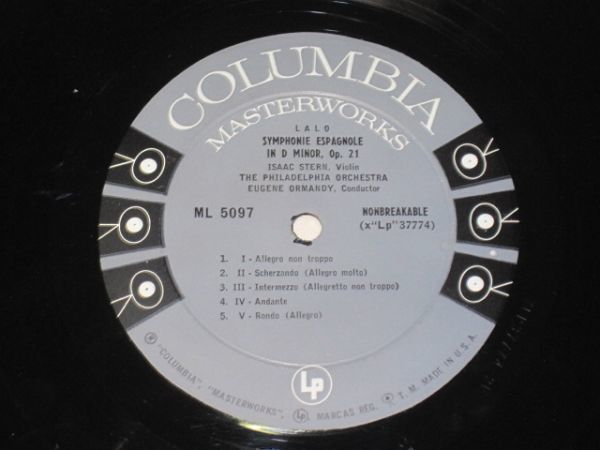 COLUMBIA
MASTERWORKS
LALO
SYMPHONIE ESPAGNOLE
IN D MINOR, Op. 21
ISAAC STERN, Violin
THE PHILADELPHIA ORCHESTRA
EUGENE ORMANDY, Conductor
ML 5097
NONBREAKABLE
(x"Lp"37774)
1. I - Allegro non troppo
2. II - Scherzando (Allegro molto)
3. III - Intermezzo (Allegretto non troppo)
4. IV - Andante
5. V - Rondo (Allegro)
Lp
® "COLUMBIA", "MASTERWORKS", Lp MARCAS REG. T. M. MADE IN U.S.A.